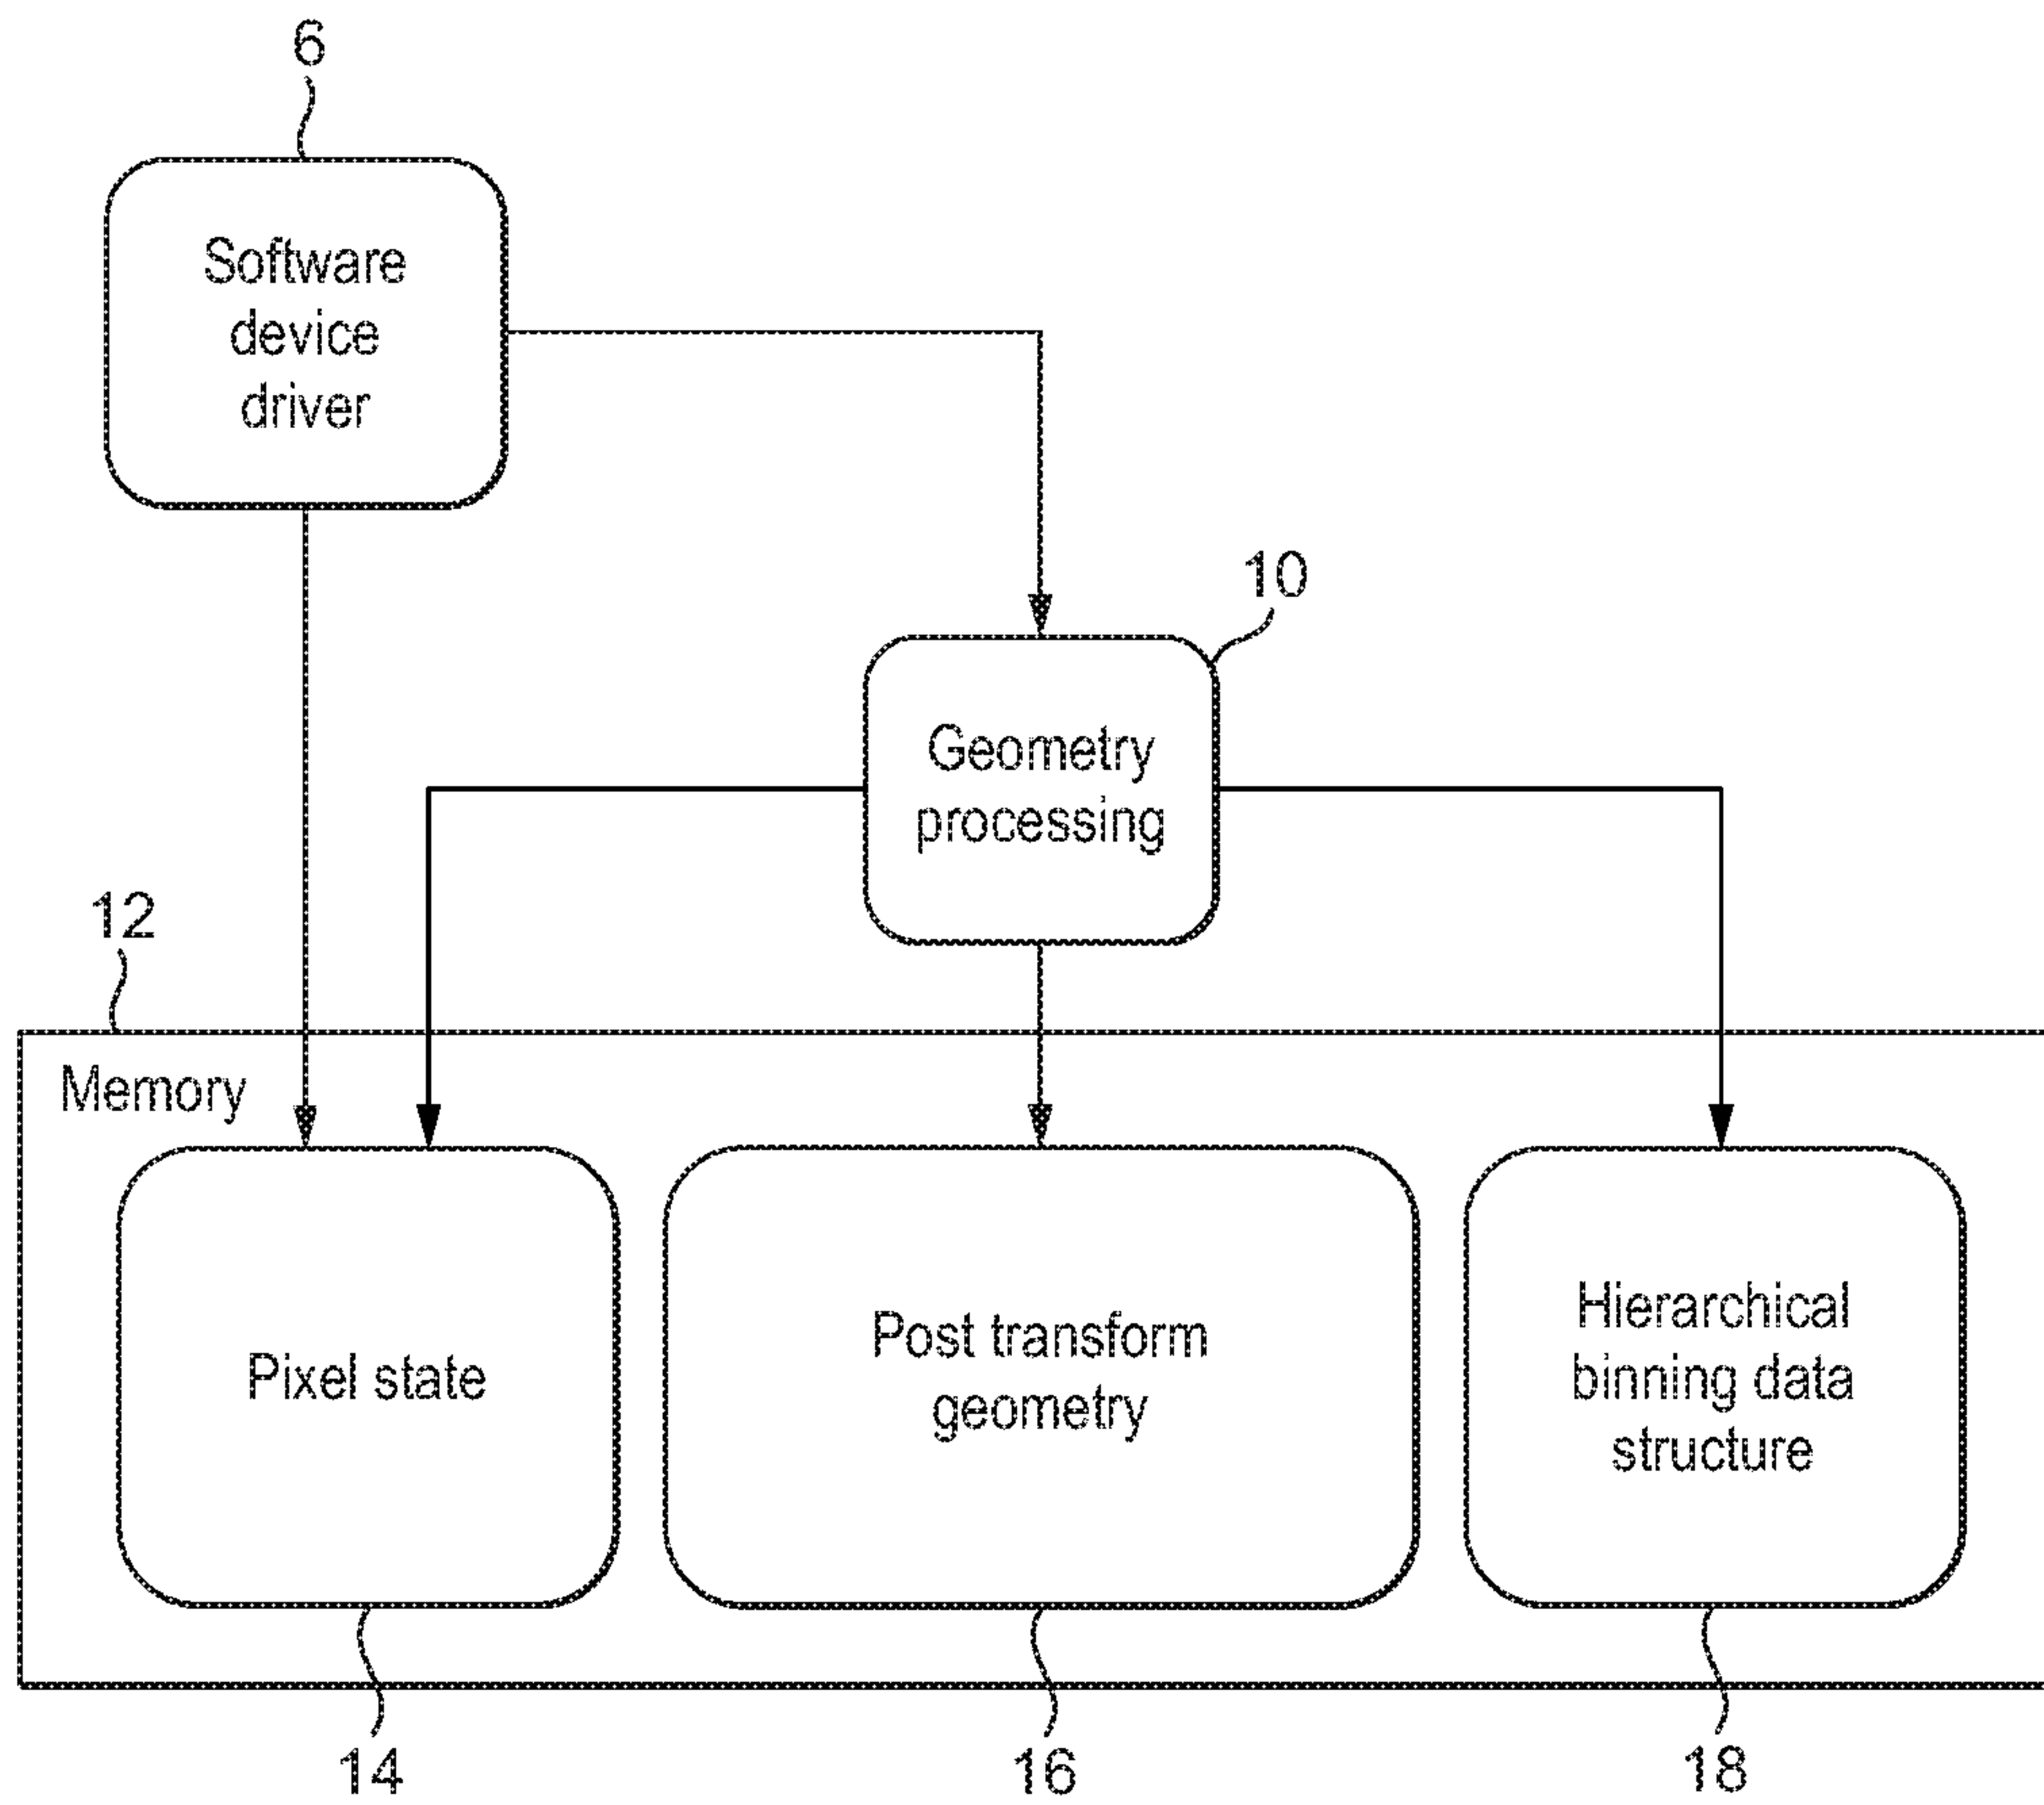 6
Software
device
driver
10
Geometry
processing
12
Memory
Pixel state
Post transform
geometry
Hierarchical
binning data
structure
14
16
18